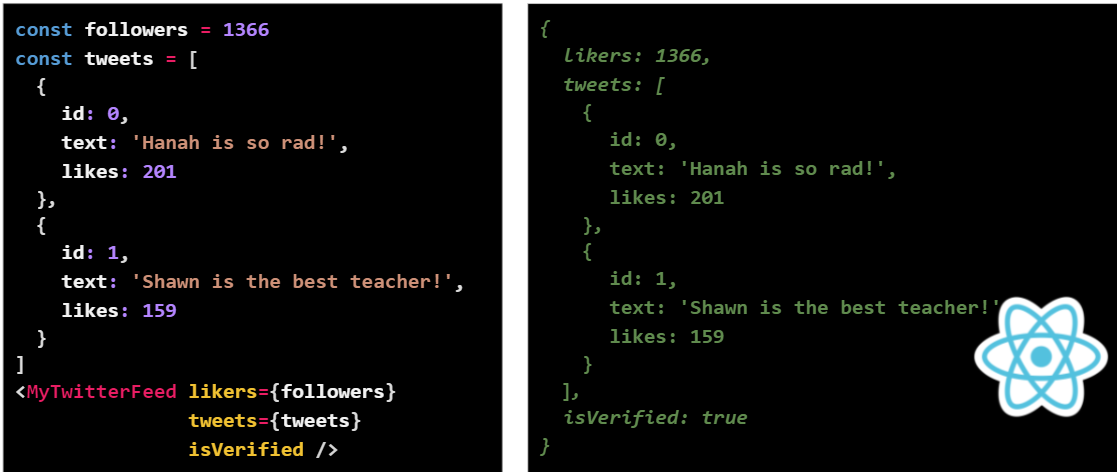 const followers = 1366
const tweets = [
  {
    id: 0,
    text: 'Hanah is so rad!',
    likes: 201
  },
  {
    id: 1,
    text: 'Shawn is the best teacher!',
    likes: 159
  }
]
<MyTwitterFeed likers={followers}
               tweets={tweets}
               isVerified />
{
  likers: 1366,
  tweets: [
    {
      id: 0,
      text: 'Hanah is so rad!',
      likes: 201
    },
    {
      id: 1,
      text: 'Shawn is the best teacher!'
      likes: 159
    }
  ],
  isVerified: true
}